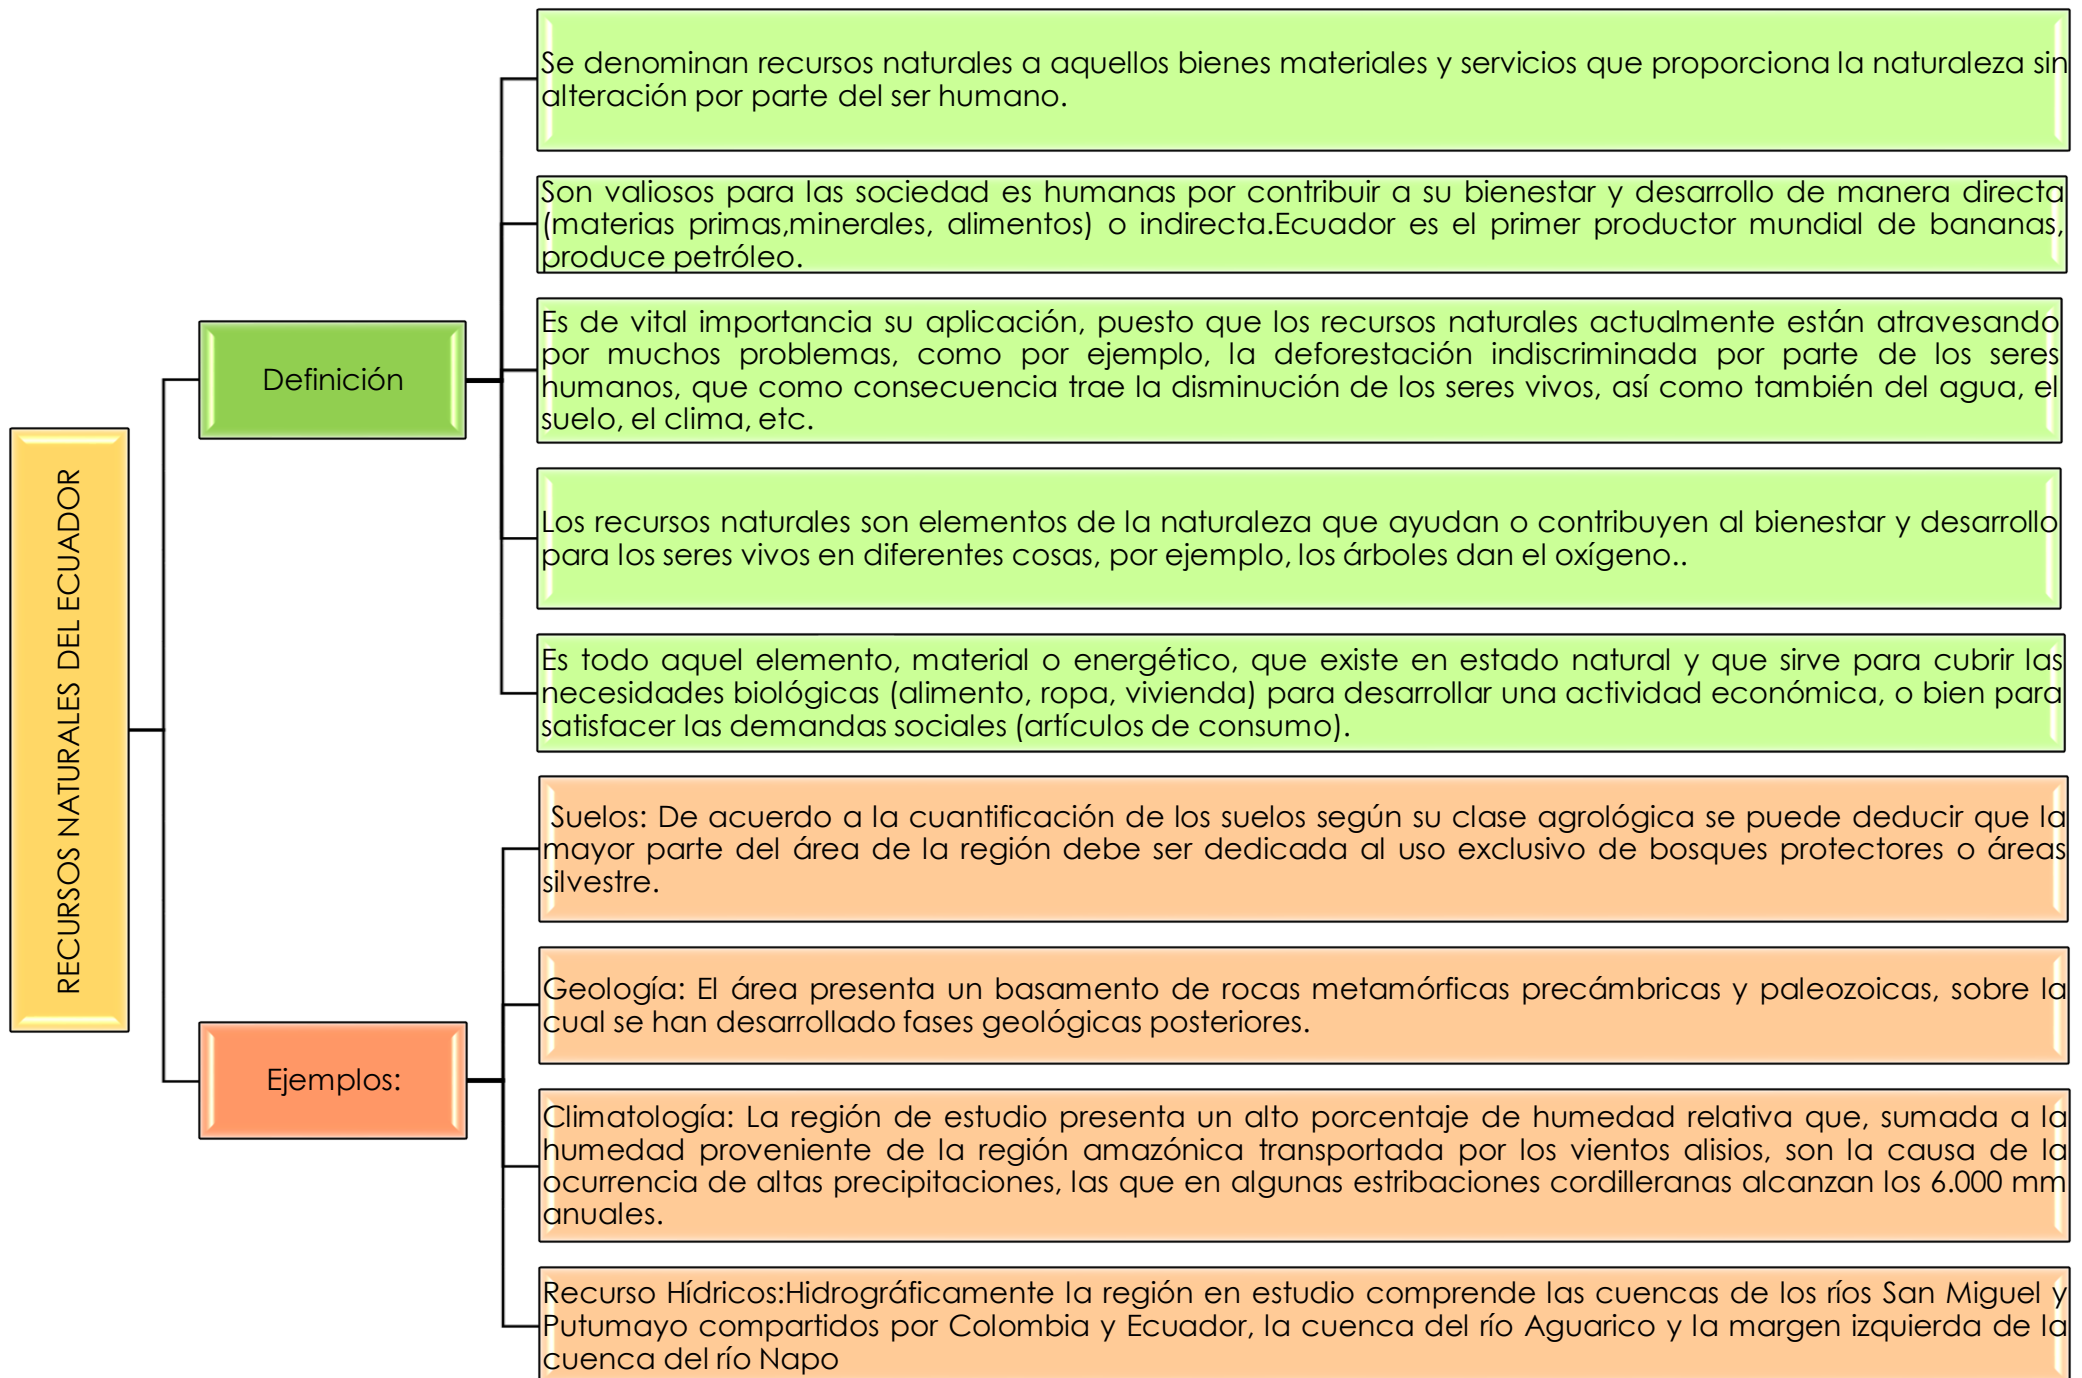 RECURSOS NATURALES DEL ECUADOR
Definición
Se denominan recursos naturales a aquellos bienes materiales y servicios que proporciona la naturaleza sin
alteración por parte del ser humano.
Son valiosos para las sociedad es humanas por contribuir a su bienestar y desarrollo de manera directa
(materias primas,minerales, alimentos) o indirecta.Ecuador es el primer productor mundial de bananas,
produce petróleo.
Es de vital importancia su aplicación, puesto que los recursos naturales actualmente están atravesando
por muchos problemas, como por ejemplo, la deforestación indiscriminada por parte de los seres
humanos, que como consecuencia trae la disminución de los seres vivos, así como también del agua, el
suelo, el clima, etc.
Los recursos naturales son elementos de la naturaleza que ayudan o contribuyen al bienestar y desarrollo
para los seres vivos en diferentes cosas, por ejemplo, los árboles dan el oxígeno..
Es todo aquel elemento, material o energético, que existe en estado natural y que sirve para cubrir las
necesidades biológicas (alimento, ropa, vivienda) para desarrollar una actividad económica, o bien para
satisfacer las demandas sociales (artículos de consumo).
Ejemplos:
Suelos: De acuerdo a la cuantificación de los suelos según su clase agrológica se puede deducir que la
mayor parte del área de la región debe ser dedicada al uso exclusivo de bosques protectores o áreas
silvestre.
Geología: El área presenta un basamento de rocas metamórficas precámbricas y paleozoicas, sobre la
cual se han desarrollado fases geológicas posteriores.
Climatología: La región de estudio presenta un alto porcentaje de humedad relativa que, sumada a la
humedad proveniente de la región amazónica transportada por los vientos alisios, son la causa de la
ocurrencia de altas precipitaciones, las que en algunas estribaciones cordilleranas alcanzan los 6.000 mm
anuales.
Recurso Hídricos:Hidrográficamente la región en estudio comprende las cuencas de los ríos San Miguel y
Putumayo compartidos por Colombia y Ecuador, la cuenca del río Aguarico y la margen izquierda de la
cuenca del río Napo